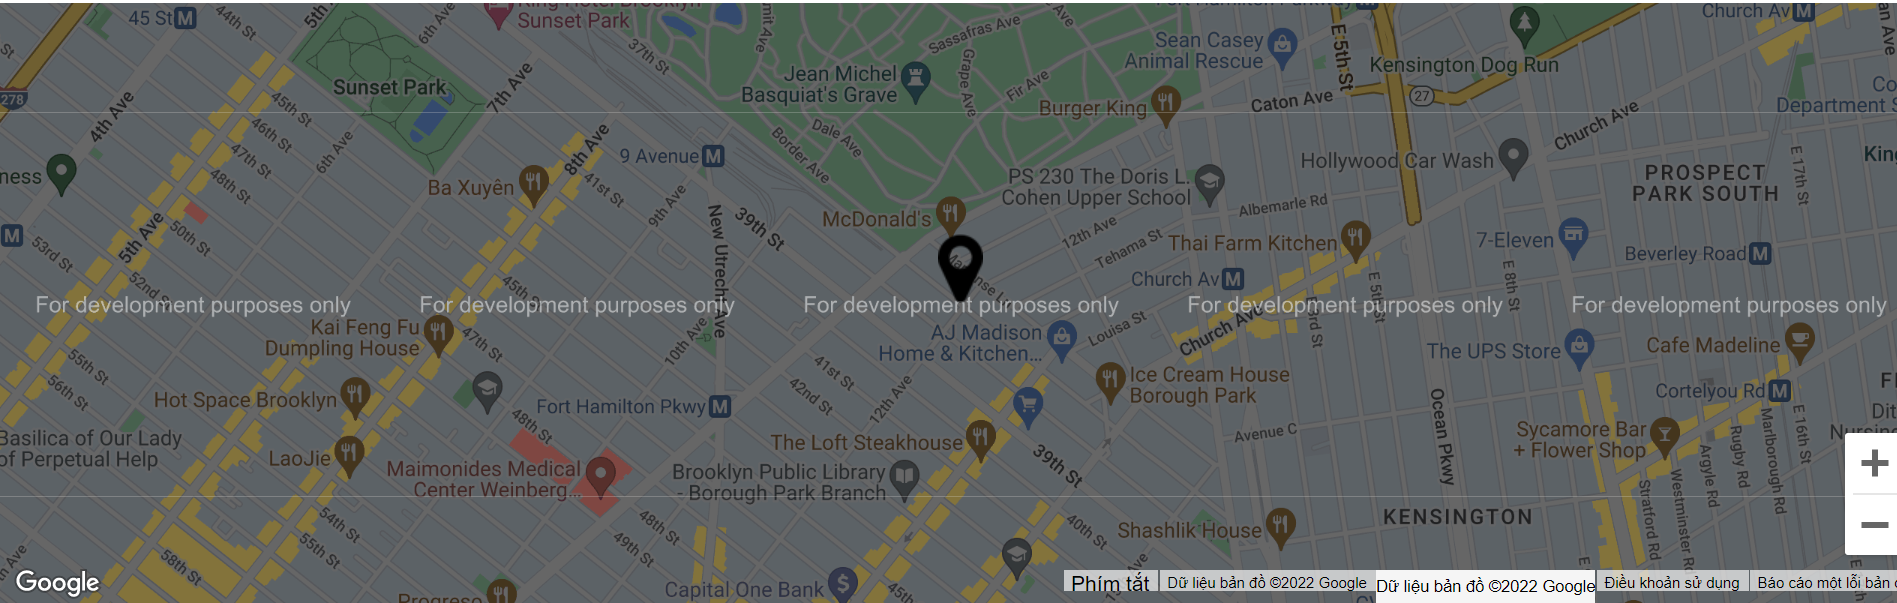 King Hotel Brooklyn
Sunset Park
45 St
5th Ave
6th Ave
37th St
Sassafras Ave
Grape Ave
Fir Ave
Sean Casey
Animal Rescue
E 5th St
Church Av
Kensington Dog Run
278
4th Ave
Sunset Park
7th Ave
Jean Michel
Basquiat's Grave
Dale Ave
Border Ave
Burger King
Caton Ave
27
Church Ave
45th St
46th St
47th St
48th St
6th Ave
8th Ave
41st St
9 Avenue
9th Ave
39th St
New Utrecht Ave
Ba Xuyên
McDonald's
PS 230 The Doris L.
Cohen Upper School
Albemarle Rd
12th Ave
Tehama St
Hollywood Car Wash
PROSPECT
PARK SOUTH
E 17th St
50th St
5th Ave
53rd St
52nd St
45th St
Thai Farm Kitchen
Church Av
7-Eleven
Beverley Road
E 8th St
E 5th St
E 3rd St
For development purposes only
For development purposes only
For development purposes only
For development purposes only
For development purposes only
Kai Feng Fu
Dumpling House
47th St
10th Ave
AJ Madison
Home & Kitchen...
Louisa St
Church Ave
The UPS Store
Cafe Madeline
55th St
56th St
Hot Space Brooklyn
41st St
42nd St
12th Ave
Ice Cream House
Borough Park
Cortelyou Rd
Ocean Pkwy
48th St
Fort Hamilton Pkwy
Basilica of Our Lady
of Perpetual Help
LaoJie
Maimonides Medical
Center Weinberg...
The Loft Steakhouse
Brooklyn Public Library
- Borough Park Branch
39th St
Avenue C
Sycamore Bar
+ Flower Shop
Argyle Rd
Rugby Rd
Marlborough Rd
E 16th St
Stratford Rd
Westminster Rd
54th St
55th St
58th St
48th St
49th St
40th St
Shashlik House
KENSINGTON
Capital One Bank
Progreso
Google
Phím tắt
Dữ liệu bản đồ ©2022 Google
Dữ liệu bản đồ ©2022 Google
Điều khoản sử dụng
Báo cáo một lỗi bản